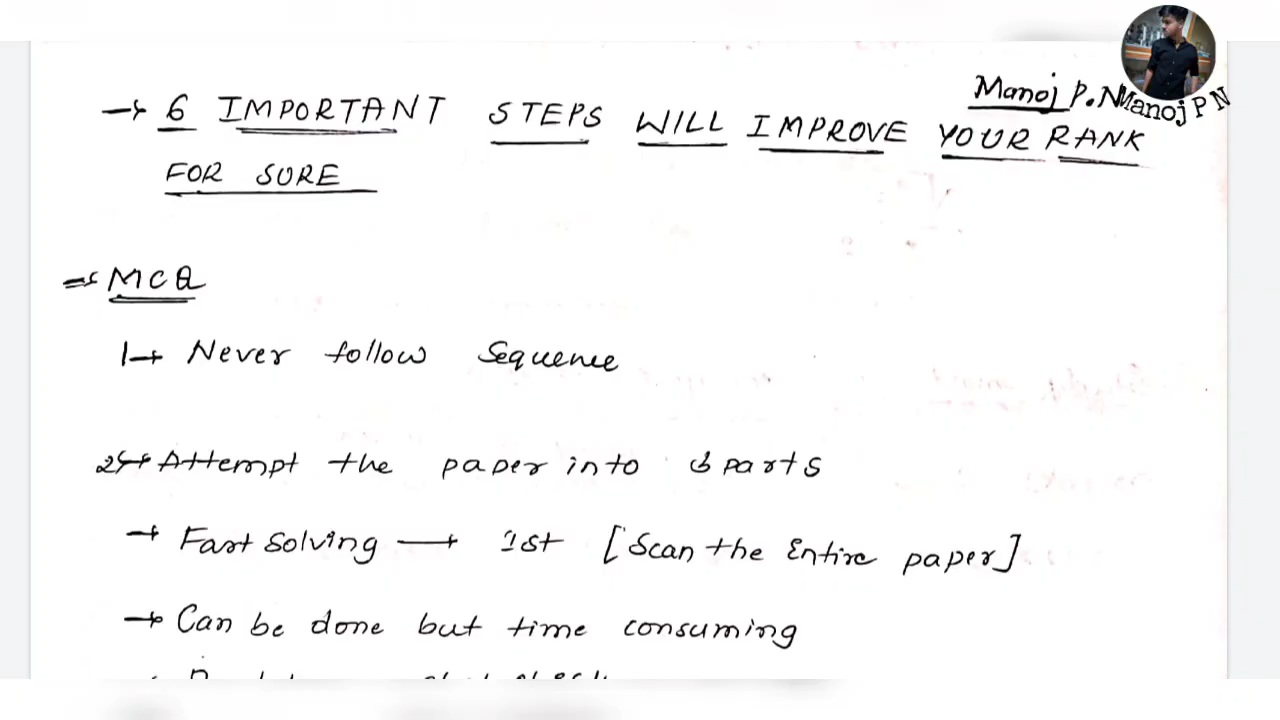 → 6 IMPORTANT STEPS WILL IMPROVE YOUR RANK
FOR SURE
Manoj P.N
Manoj P N
⇒ MCQ
1→ Never follow Sequence
2→ Attempt the paper into 3 parts
→ Fast solving → 1st [Scan the Entire paper]
→ Can be done but time consuming